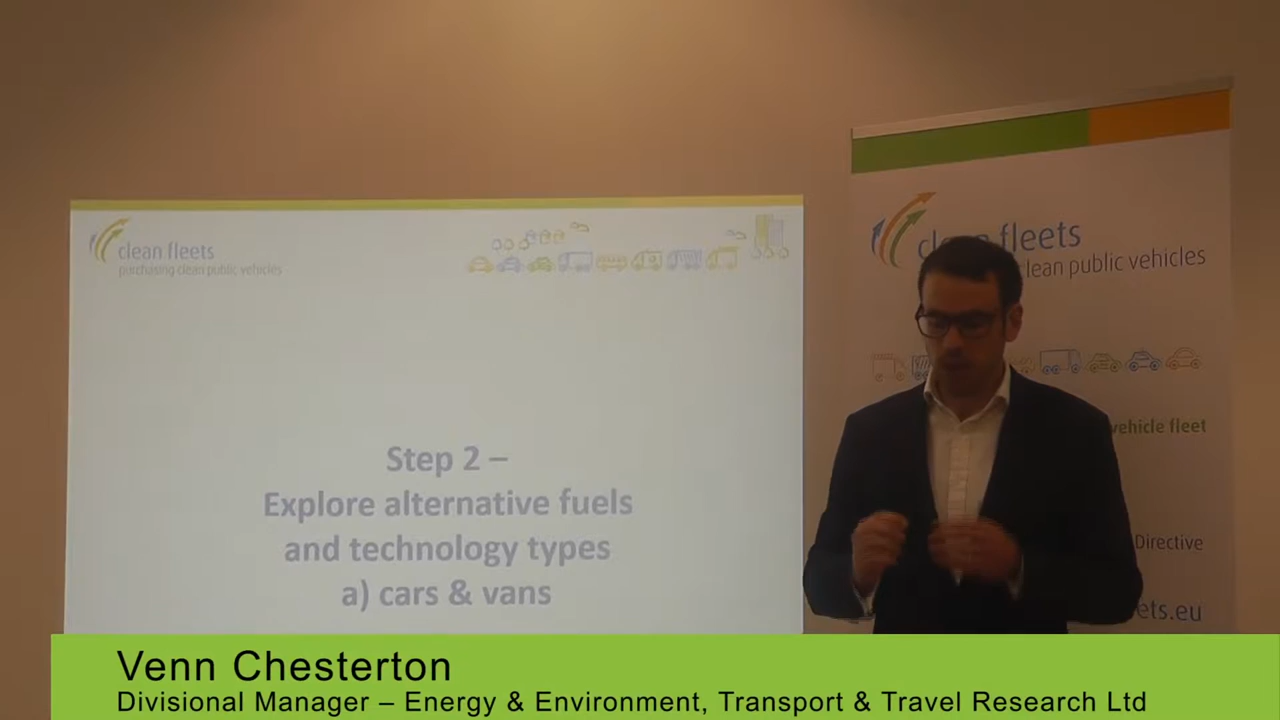 clean fleets
purchasing clean public vehicles
Step 2 –
Explore alternative fuels
and technology types
a) cars & vans
clean fleets
clean public vehicles
vehicle fleet
Directive
ets.eu
Venn Chesterton
Divisional Manager – Energy & Environment, Transport & Travel Research Ltd